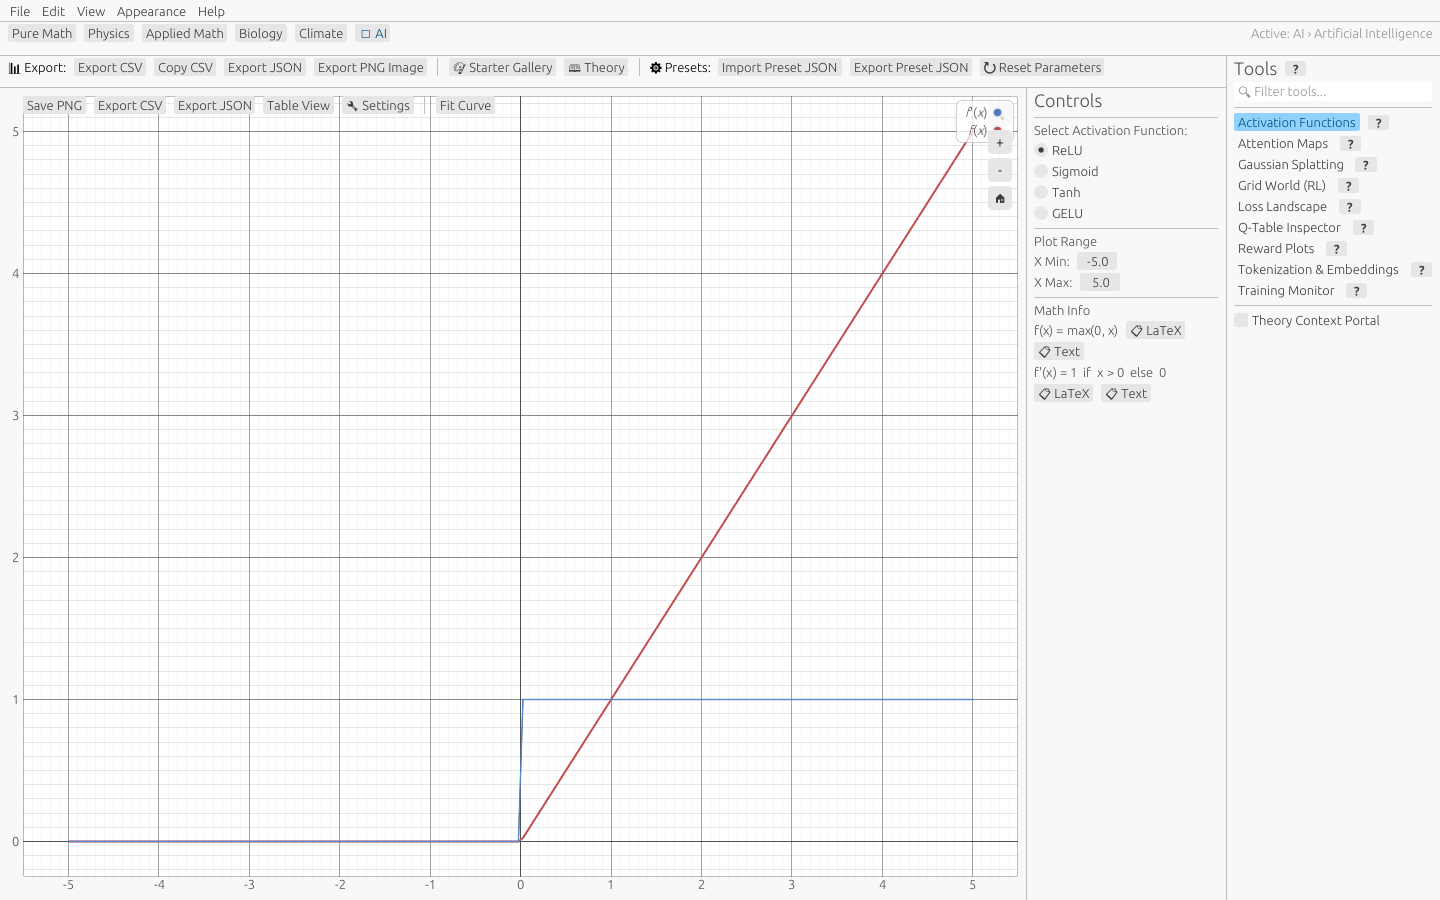 File Edit View Appearance Help
Pure Math Physics Applied Math Biology Climate AI Active: AI › Artificial Intelligence
Export: Export CSV Copy CSV Export JSON Export PNG Image Starter Gallery Theory Presets: Import Preset JSON Export Preset JSON Reset Parameters
Save PNG Export CSV Export JSON Table View Settings Fit Curve
f'(x)
f(x)
+
-
5
4
3
2
1
0
-5 -4 -3 -2 -1 0 1 2 3 4 5
Controls
Select Activation Function:
ReLU
Sigmoid
Tanh
GELU
Plot Range
X Min: -5.0
X Max: 5.0
Math Info
f(x) = max(0, x) LaTeX
Text
f'(x) = 1 if x > 0 else 0
LaTeX Text
Tools ?
Filter tools...
Activation Functions ?
Attention Maps ?
Gaussian Splatting ?
Grid World (RL) ?
Loss Landscape ?
Q-Table Inspector ?
Reward Plots ?
Tokenization & Embeddings ?
Training Monitor ?
Theory Context Portal